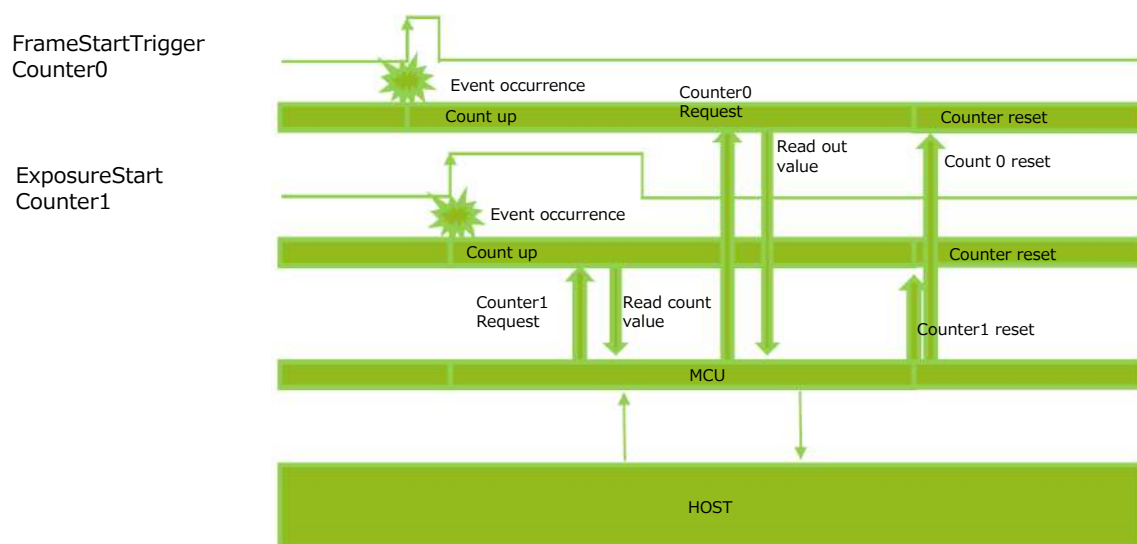 FrameStartTrigger
Counter0
Event occurrence
Counter0
Request
Count up
Counter reset
Read out
value
Count 0 reset
ExposureStart
Counter1
Event occurrence
Count up
Counter reset
Counter1
Request
Read count
value
Counter1 reset
MCU
HOST